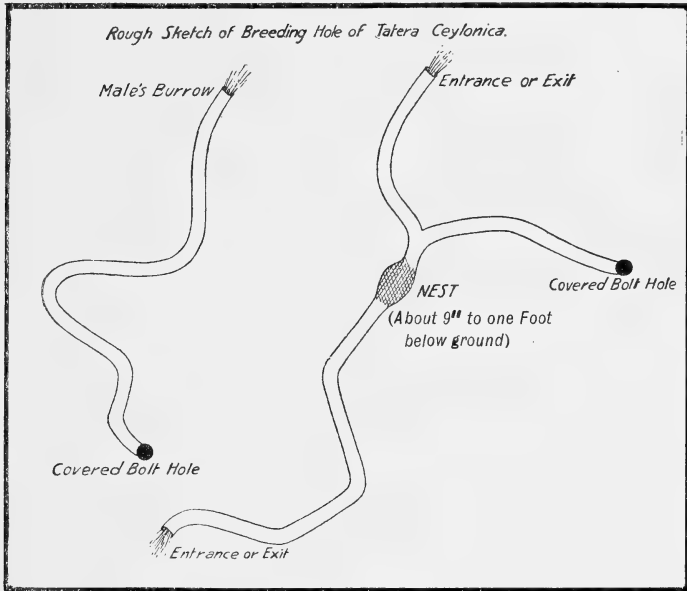 Rough Sketch of Breeding Hole of Tatera Ceylonica.
Male's Burrow
Entrance or Exit
NEST
(About 9" to one Foot
below ground)
Covered Bolt Hole
Covered Bolt Hole
Entrance or Exit